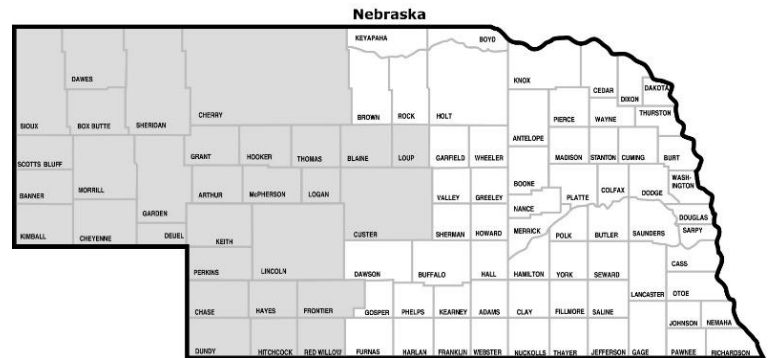 Nebraska
KEYAPAHA BOYD
DAWES KNOX CEDAR DIXON DAKOTA
SIOUX BOX BUTTE SHERIDAN CHERRY BROWN ROCK HOLT PIERCE WAYNE THURSTON
ANTELOPE
SCOTTS BLUFF GRANT HOOKER THOMAS BLAINE LOUP GARFIELD WHEELER MADISON STANTON CUMING BURT
BANNER MORRILL ARTHUR McPHERSON LOGAN VALLEY GREELEY BOONE PLATTE COLFAX DODGE WASH-
INGTON
NANCE
GARDEN DOUGLAS
KIMBALL CHEYENNE DEUEL KEITH CUSTER SHERMAN HOWARD MERRICK POLK BUTLER SAUNDERS SARPY
PERKINS LINCOLN DAWSON BUFFALO HALL HAMILTON YORK SEWARD CASS
LANCASTER OTOE
CHASE HAYES FRONTIER GOSPER PHELPS KEARNEY ADAMS CLAY FILLMORE SALINE
JOHNSON NEMAHA
DUNDY HITCHCOCK RED WILLOW FURNAS HARLAN FRANKLIN WEBSTER NUCKOLLS THAYER JEFFERSON GAGE PAWNEE RICHARDSON